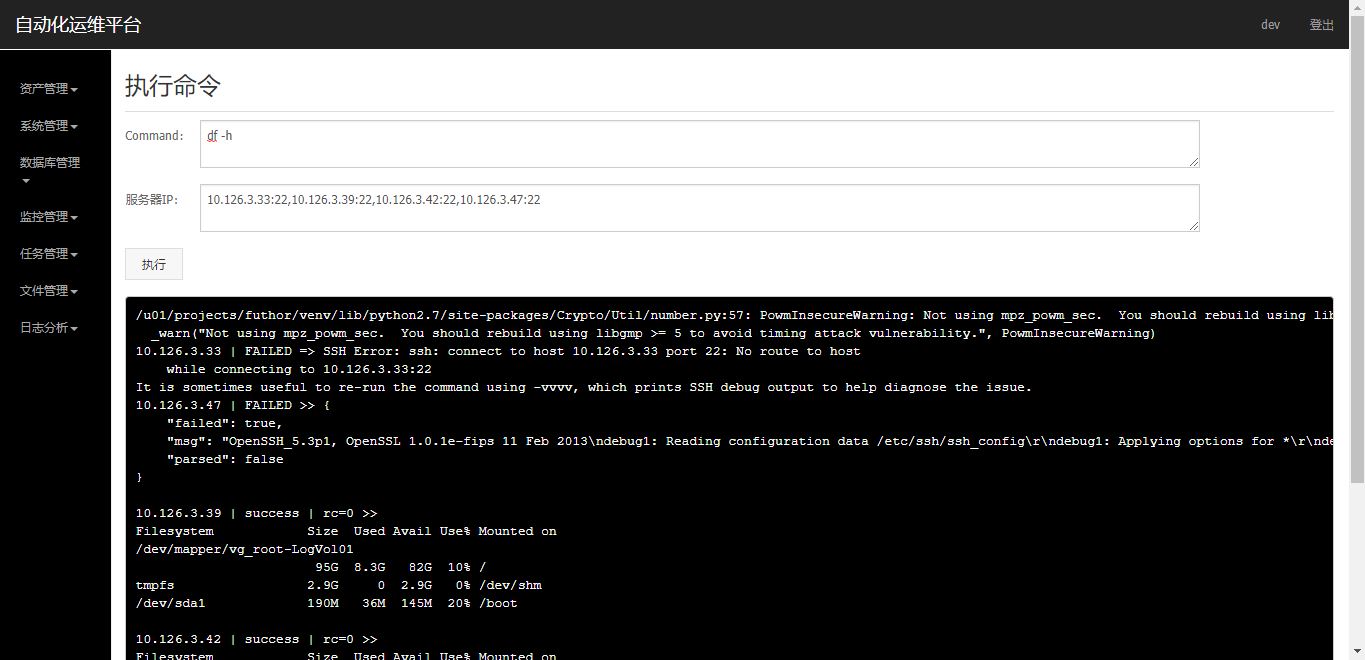 自动化运维平台
dev 登出
资产管理
系统管理
数据库管理
监控管理
任务管理
文件管理
日志分析
执行命令
Command: df -h
服务器IP: 10.126.3.33:22,10.126.3.39:22,10.126.3.42:22,10.126.3.47:22
执行
/u01/projects/futhor/venv/lib/python2.7/site-packages/Crypto/Util/number.py:57: PowmInsecureWarning: Not using mpz_powm_sec.  You should rebuild using lib
  _warn("Not using mpz_powm_sec.  You should rebuild using libgmp >= 5 to avoid timing attack vulnerability.", PowmInsecureWarning)
10.126.3.33 | FAILED => SSH Error: ssh: connect to host 10.126.3.33 port 22: No route to host
    while connecting to 10.126.3.33:22
It is sometimes useful to re-run the command using -vvvv, which prints SSH debug output to help diagnose the issue.
10.126.3.47 | FAILED >> {
    "failed": true,
    "msg": "OpenSSH_5.3p1, OpenSSL 1.0.1e-fips 11 Feb 2013\ndebug1: Reading configuration data /etc/ssh/ssh_config\r\ndebug1: Applying options for *\r\nde
    "parsed": false
}
10.126.3.39 | success | rc=0 >>
Filesystem            Size  Used Avail Use% Mounted on
/dev/mapper/vg_root-LogVol01
                       95G  8.3G   82G  10% /
tmpfs                 2.9G     0  2.9G   0% /dev/shm
/dev/sda1             190M   36M  145M  20% /boot
10.126.3.42 | success | rc=0 >>
Filesystem            Size  Used Avail Use% Mounted on